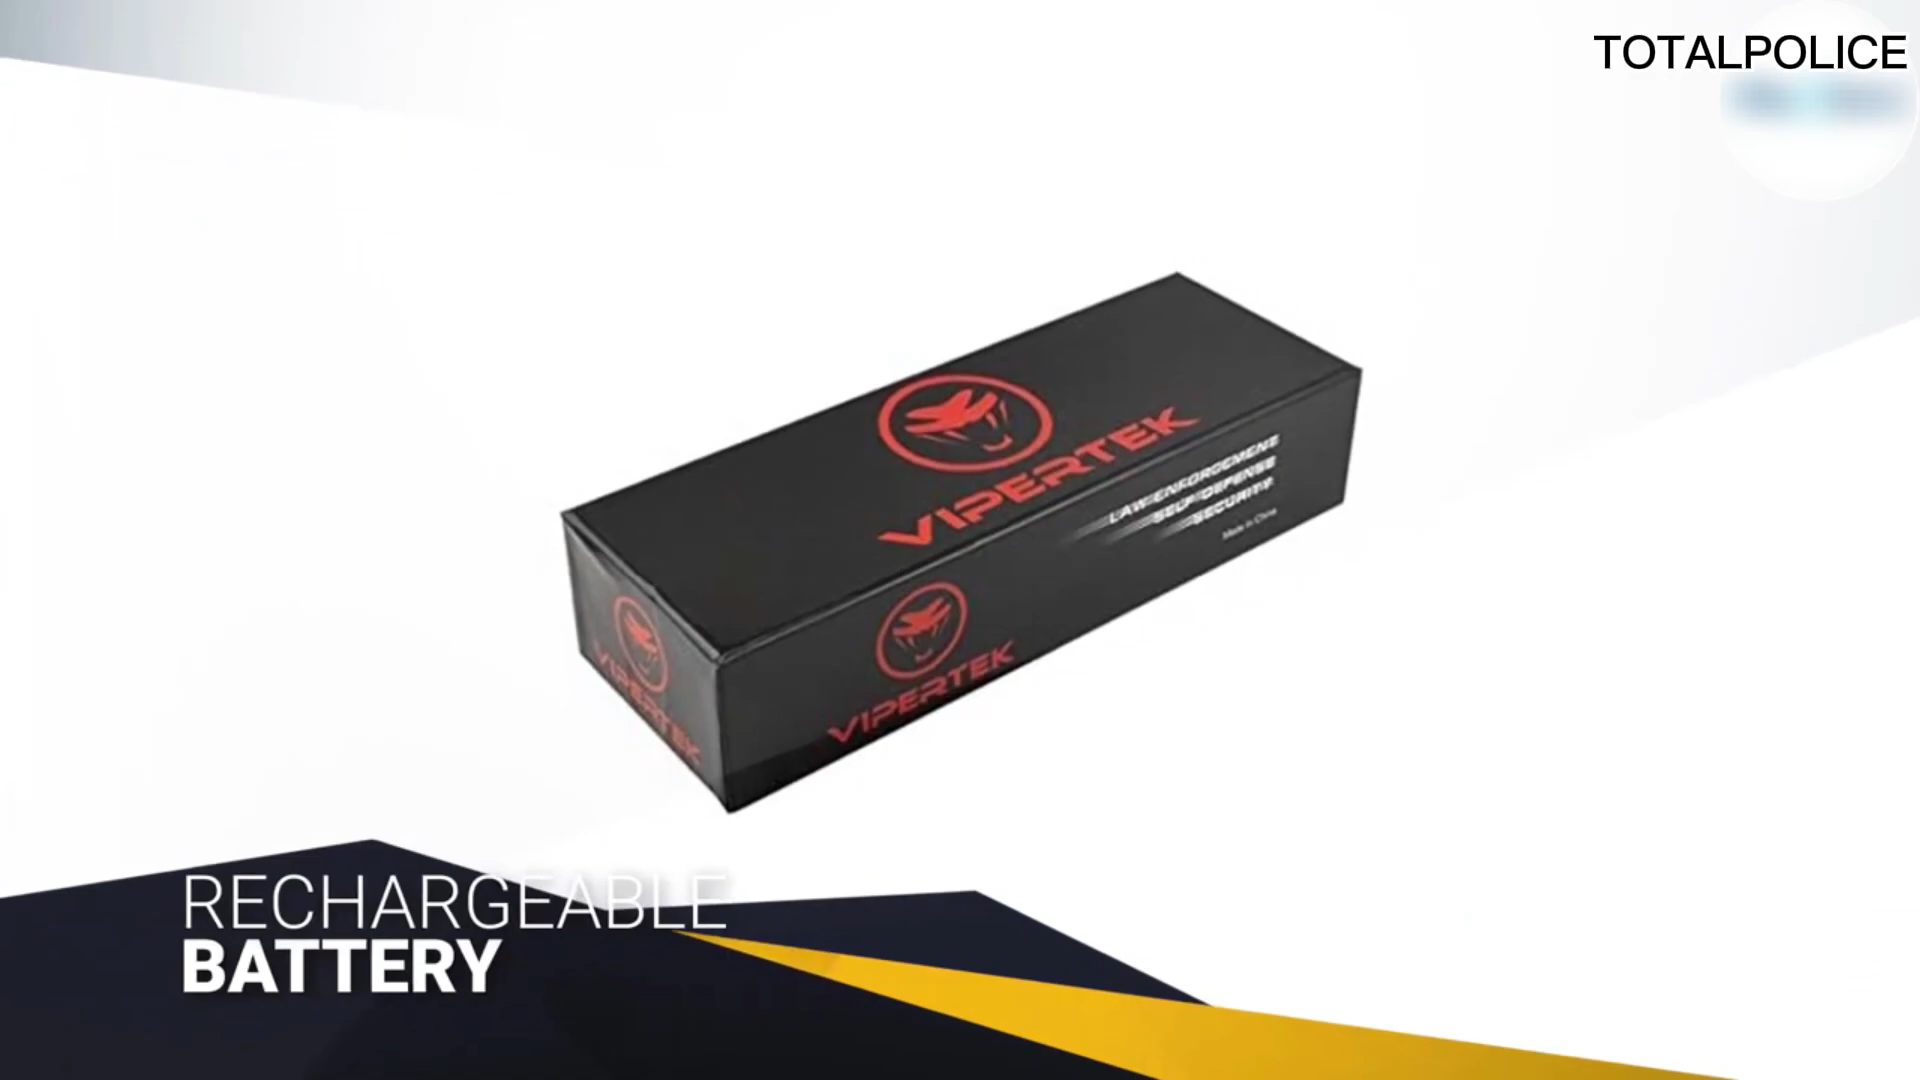 TOTALPOLICE
VIPERTEK
LAW ENFORCEMENT
SELF DEFENSE
SECURITY
Made in China
VIPERTEK
VIPERTEK
RECHARGEABLE
BATTERY